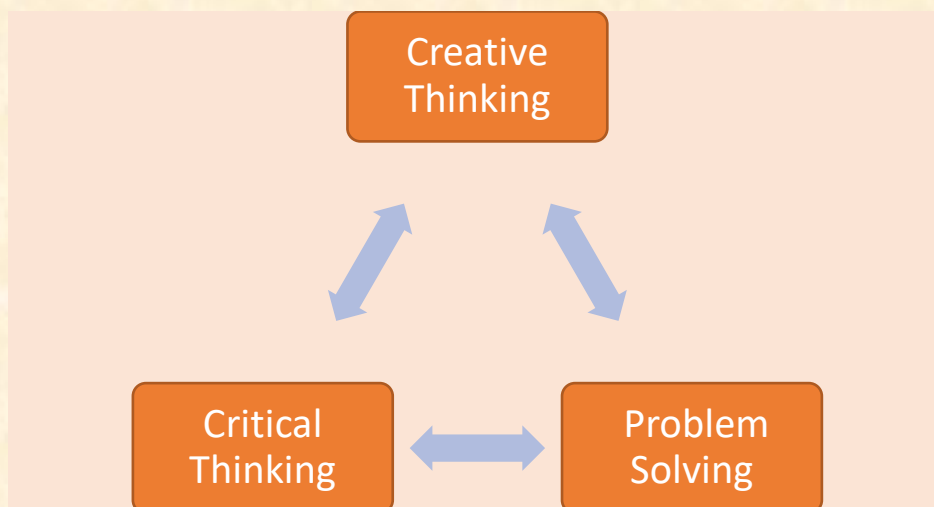 Creative
Thinking
Critical
Thinking
Problem
Solving